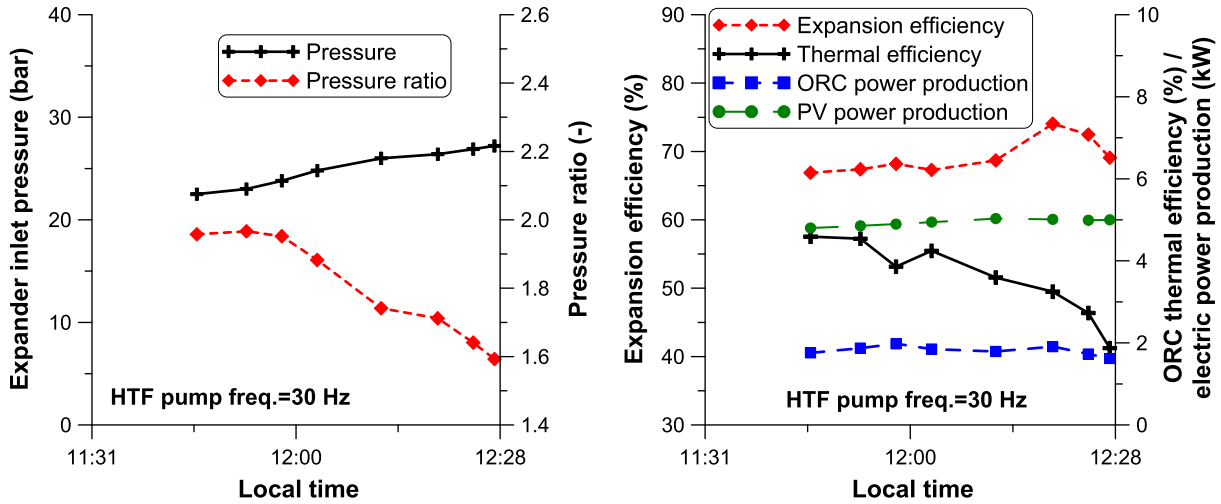 Expander inlet pressure (bar)
40
30
20
10
0
Pressure
Pressure ratio
HTF pump freq.=30 Hz
2.6
2.4
2.2
2.0
1.8
1.6
1.4
Pressure ratio (-)
11:31
12:00
12:28
Local time
Expansion efficiency (%)
90
80
70
60
50
40
30
Expansion efficiency
Thermal efficiency
ORC power production
PV power production
HTF pump freq.=30 Hz
10
8
6
4
2
0
ORC thermal efficiency (%) /
electric power production (kW)
11:31
12:00
12:28
Local time